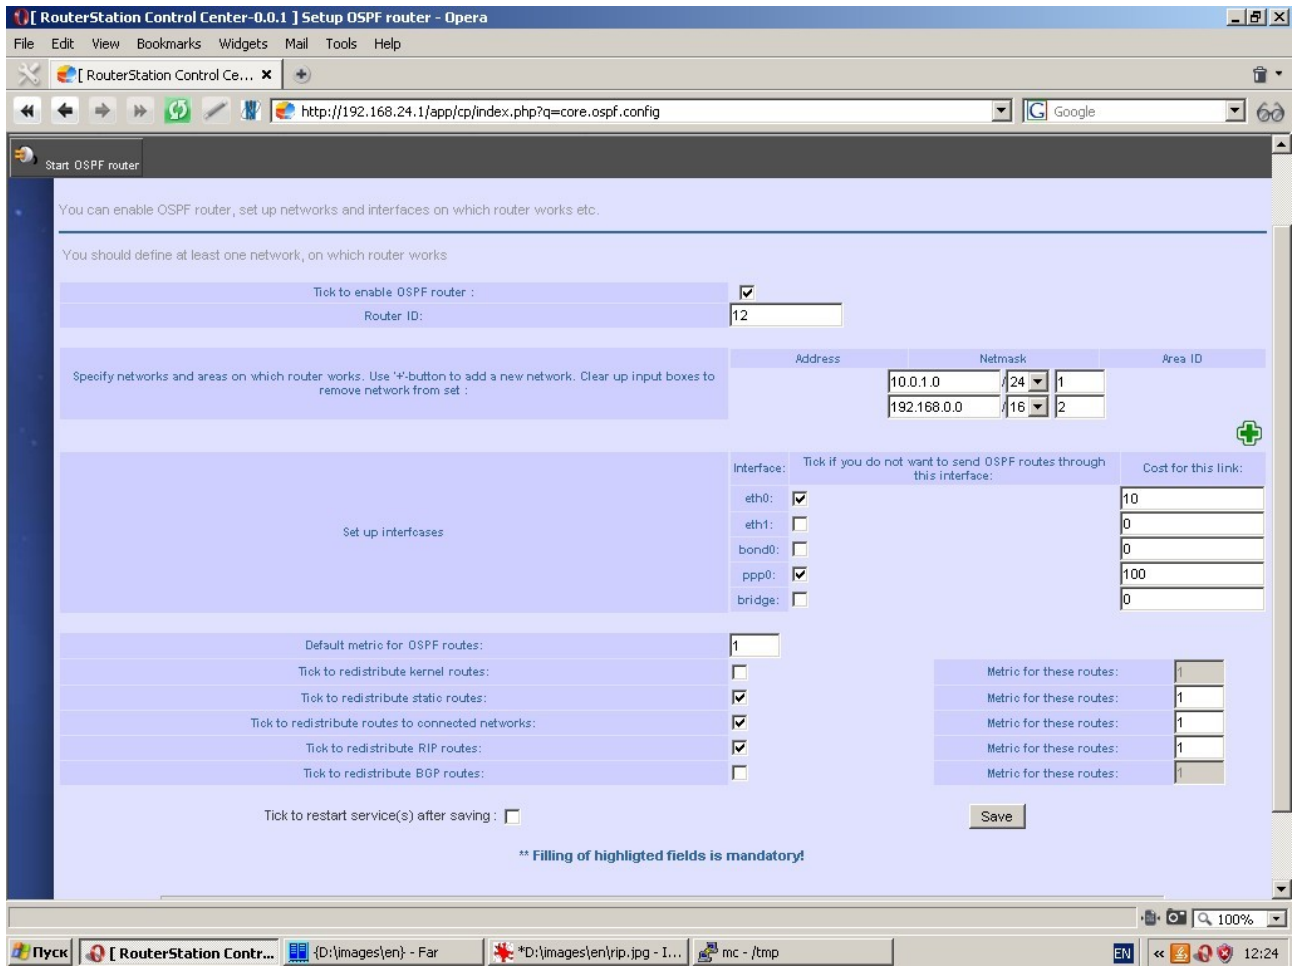 [ RouterStation Control Center-0.0.1 ] Setup OSPF router - Opera
File Edit View Bookmarks Widgets Mail Tools Help
[ RouterStation Control Ce...
http://192.168.24.1/app/cp/index.php?q=core.ospf.config Google
Start OSPF router
You can enable OSPF router, set up networks and interfaces on which router works etc.
You should define at least one network, on which router works
Tick to enable OSPF router :
Router ID: 12
Address Netmask Area ID
Specify networks and areas on which router works. Use '+'-button to add a new network. Clear up input boxes to
remove network from set :
10.0.1.0 / 24 1
192.168.0.0 / 16 2
Interface: Tick if you do not want to send OSPF routes through
this interface:
Cost for this link:
Set up interfcases
eth0: 10
eth1: 0
bond0: 0
ppp0: 100
bridge: 0
Default metric for OSPF routes: 1
Tick to redistribute kernel routes: Metric for these routes: 1
Tick to redistribute static routes: Metric for these routes: 1
Tick to redistribute routes to connected networks: Metric for these routes: 1
Tick to redistribute RIP routes: Metric for these routes: 1
Tick to redistribute BGP routes: Metric for these routes: 1
Tick to restart service(s) after saving : Save
** Filling of highligted fields is mandatory!
100%
Пуск [ RouterStation Contr... {D:\images\en} - Far *D:\images\en\rip.jpg - I... mc - /tmp EN « 12:24